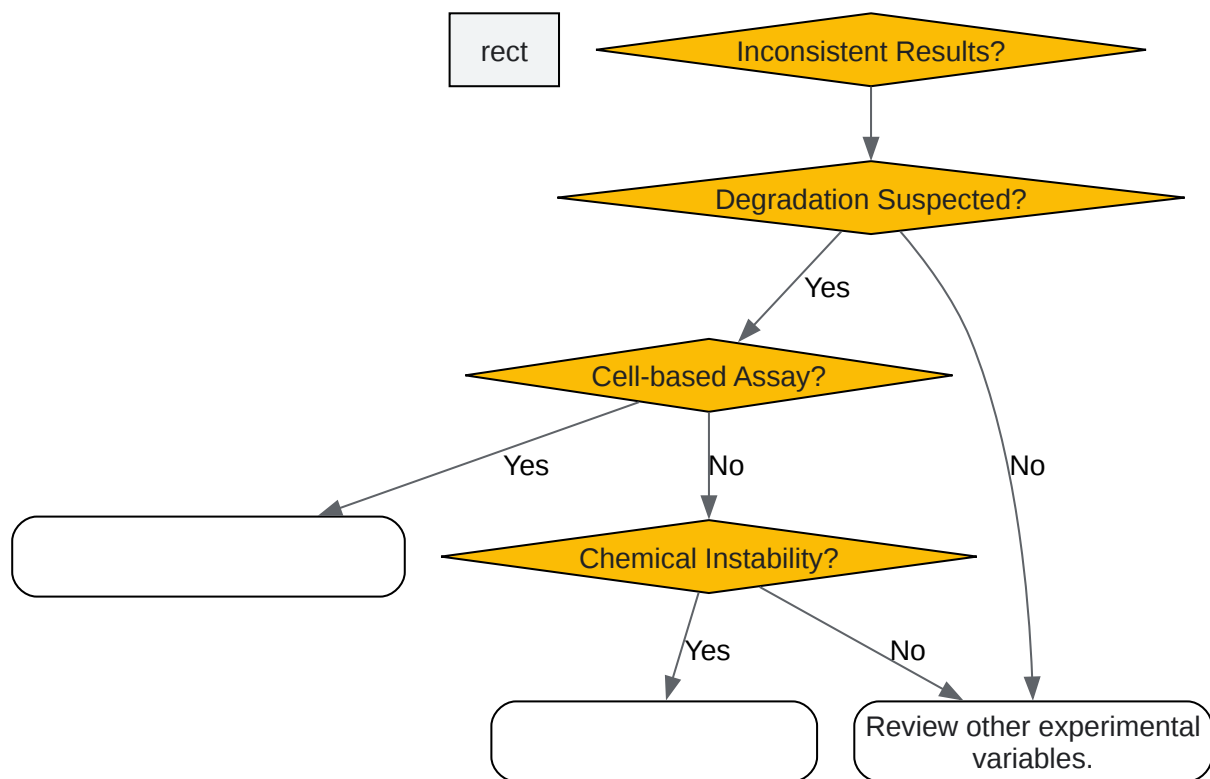 rect
Inconsistent Results?
Degradation Suspected?
Yes
Cell-based Assay?
Yes
No
No
Chemical Instability?
Yes
No
Review other experimental
variables.